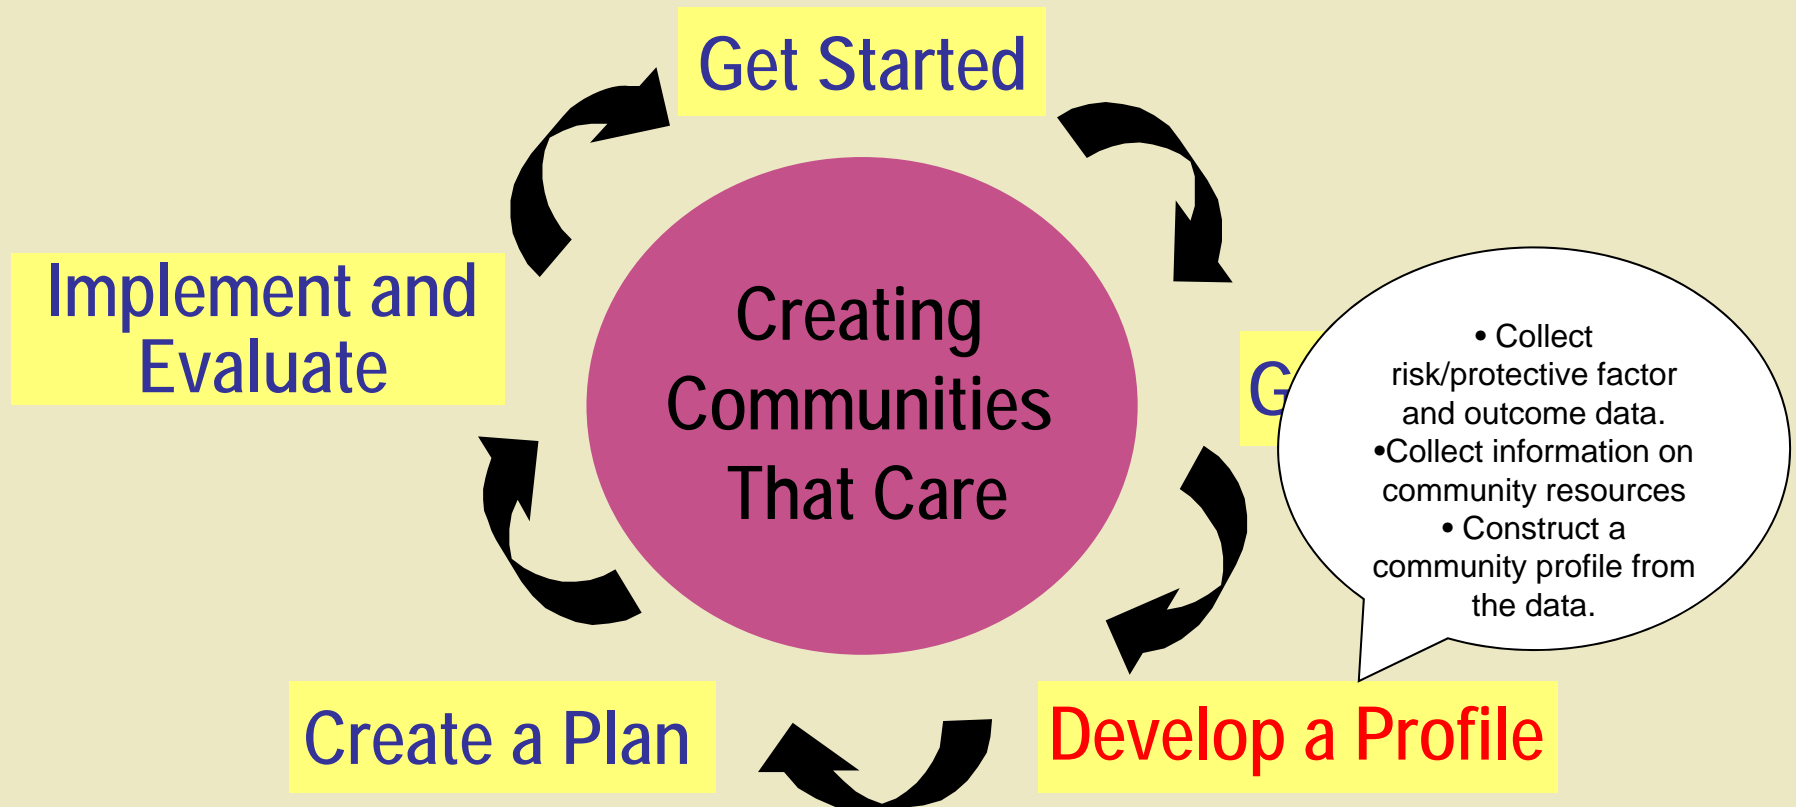 Get Started
Implement and
Evaluate
Creating
Communities
That Care
• Collect
risk/protective factor
and outcome data.
•Collect information on
community resources
• Construct a
community profile from
the data.
Create a Plan
Develop a Profile